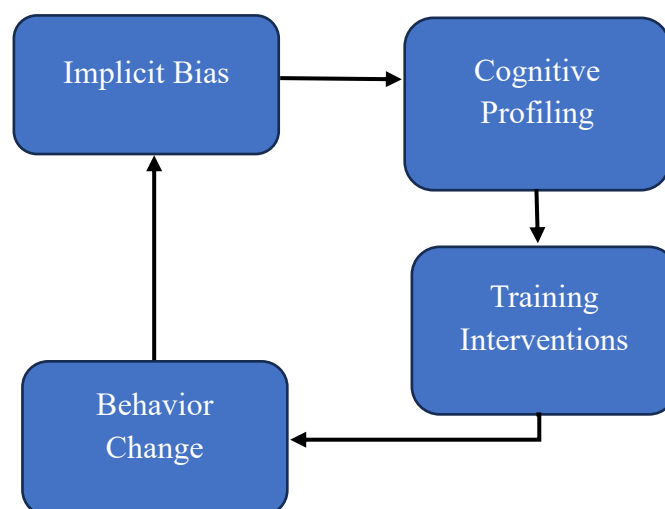 Implicit Bias
Cognitive
Profiling
Training
Interventions
Behavior
Change